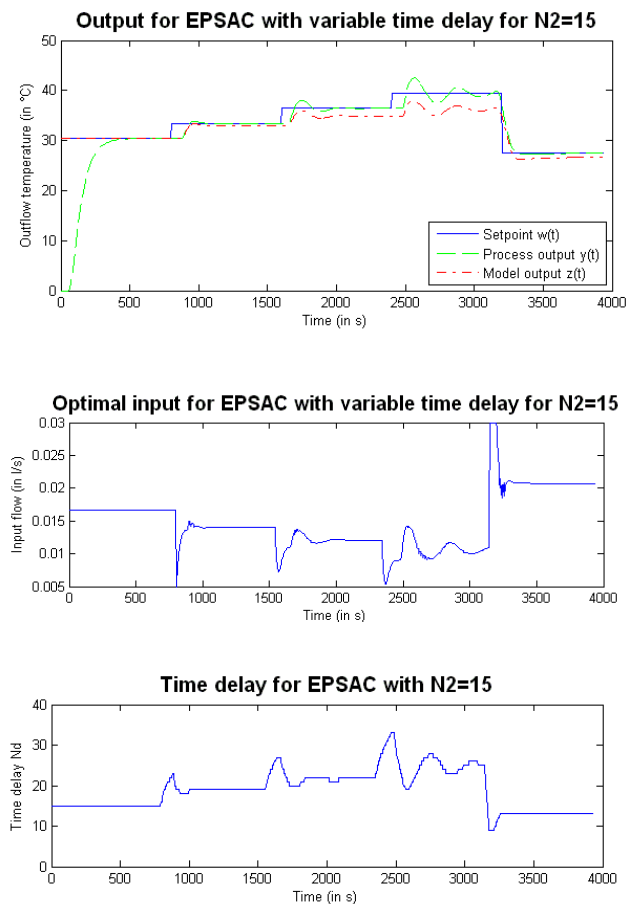 Output for EPSAC with variable time delay for N2=15
50
40
30
20
10
0
Outflow temperature (in °C)
Setpoint w(t)
Process output y(t)
Model output z(t)
0 500 1000 1500 2000 2500 3000 3500 4000
Time (in s)
Optimal input for EPSAC with variable time delay for N2=15
0.03
0.025
0.02
0.015
0.01
0.005
Input flow (in l/s)
0 500 1000 1500 2000 2500 3000 3500 4000
Time (in s)
Time delay for EPSAC with N2=15
40
30
20
10
0
Time delay Nd
0 500 1000 1500 2000 2500 3000 3500 4000
Time (in s)